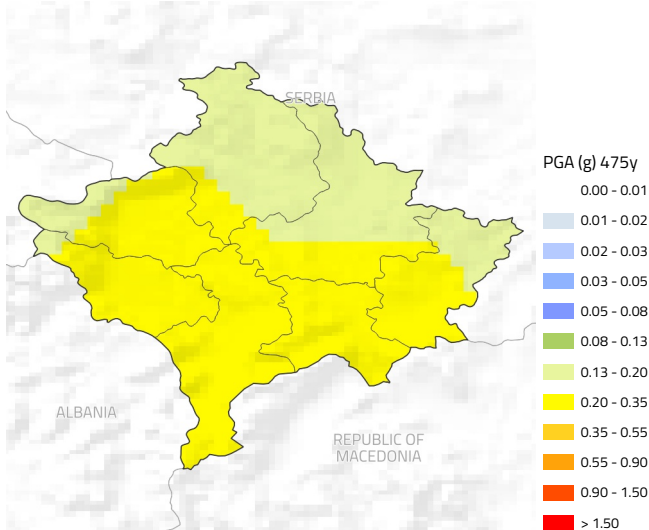 SERBIA
PGA (g) 475y
0.00 - 0.01
0.01 - 0.02
0.02 - 0.03
0.03 - 0.05
0.05 - 0.08
0.08 - 0.13
0.13 - 0.20
0.20 - 0.35
0.35 - 0.55
0.55 - 0.90
0.90 - 1.50
> 1.50
ALBANIA
REPUBLIC OF
MACEDONIA